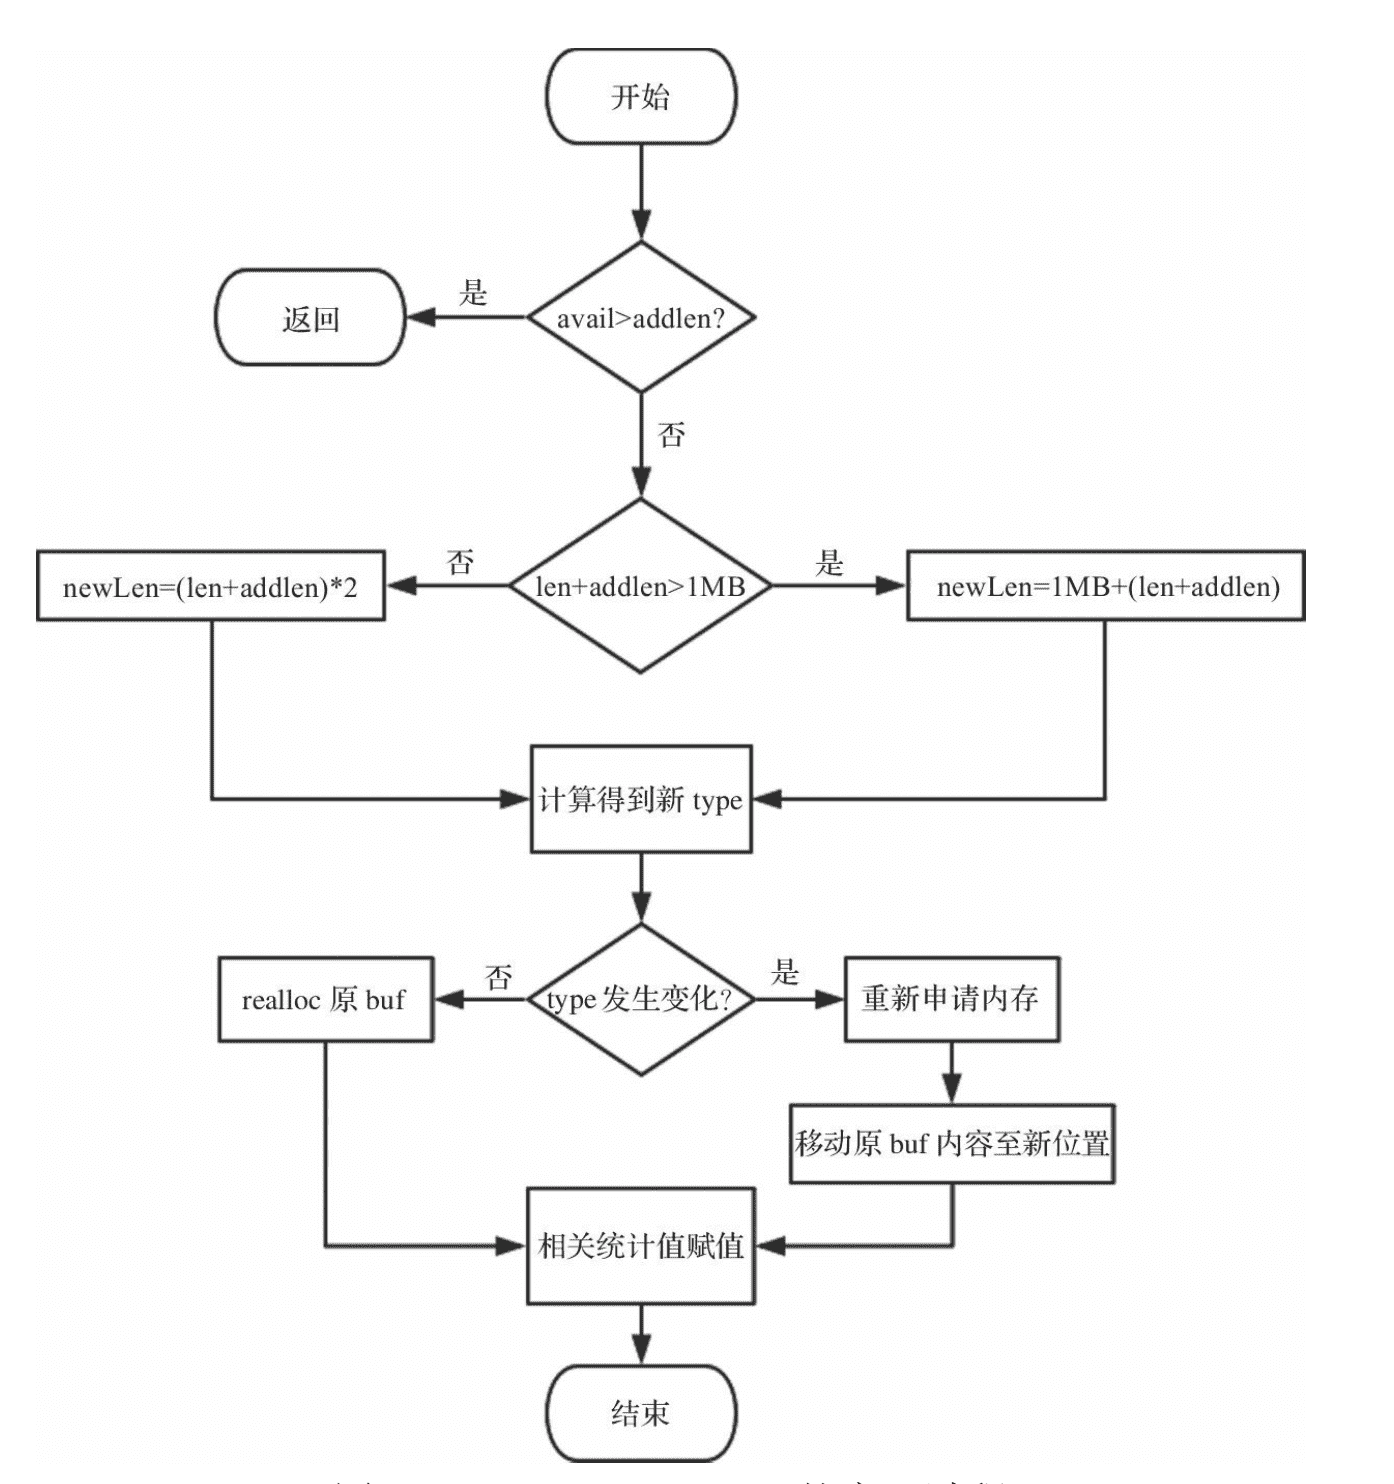 开始
是
返回
avail>addlen?
否
否
是
newLen=(len+addlen)*2
len+addlen>1MB
newLen=1MB+(len+addlen)
计算得到新 type
否
是
realloc 原 buf
type 发生变化?
重新申请内存
移动原 buf 内容至新位置
相关统计值赋值
结束